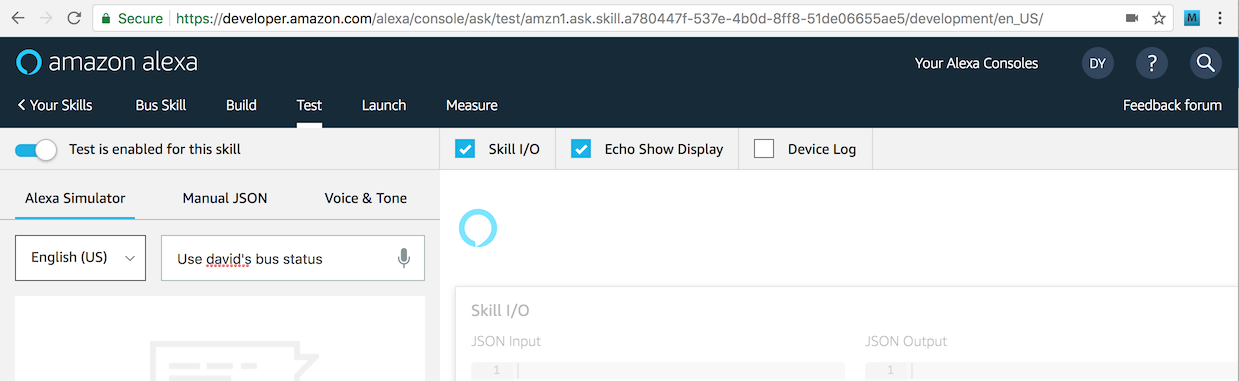 Secure https://developer.amazon.com/alexa/console/ask/test/amzn1.ask.skill.a780447f-537e-4b0d-8ff8-51de06655ae5/development/en_US/ M
amazon alexa Your Alexa Consoles DY ?
Your Skills Bus Skill Build Test Launch Measure Feedback forum
Test is enabled for this skill Skill I/O Echo Show Display Device Log
Alexa Simulator Manual JSON Voice & Tone
English (US) Use david's bus status
Skill I/O
JSON Input JSON Output
1 1